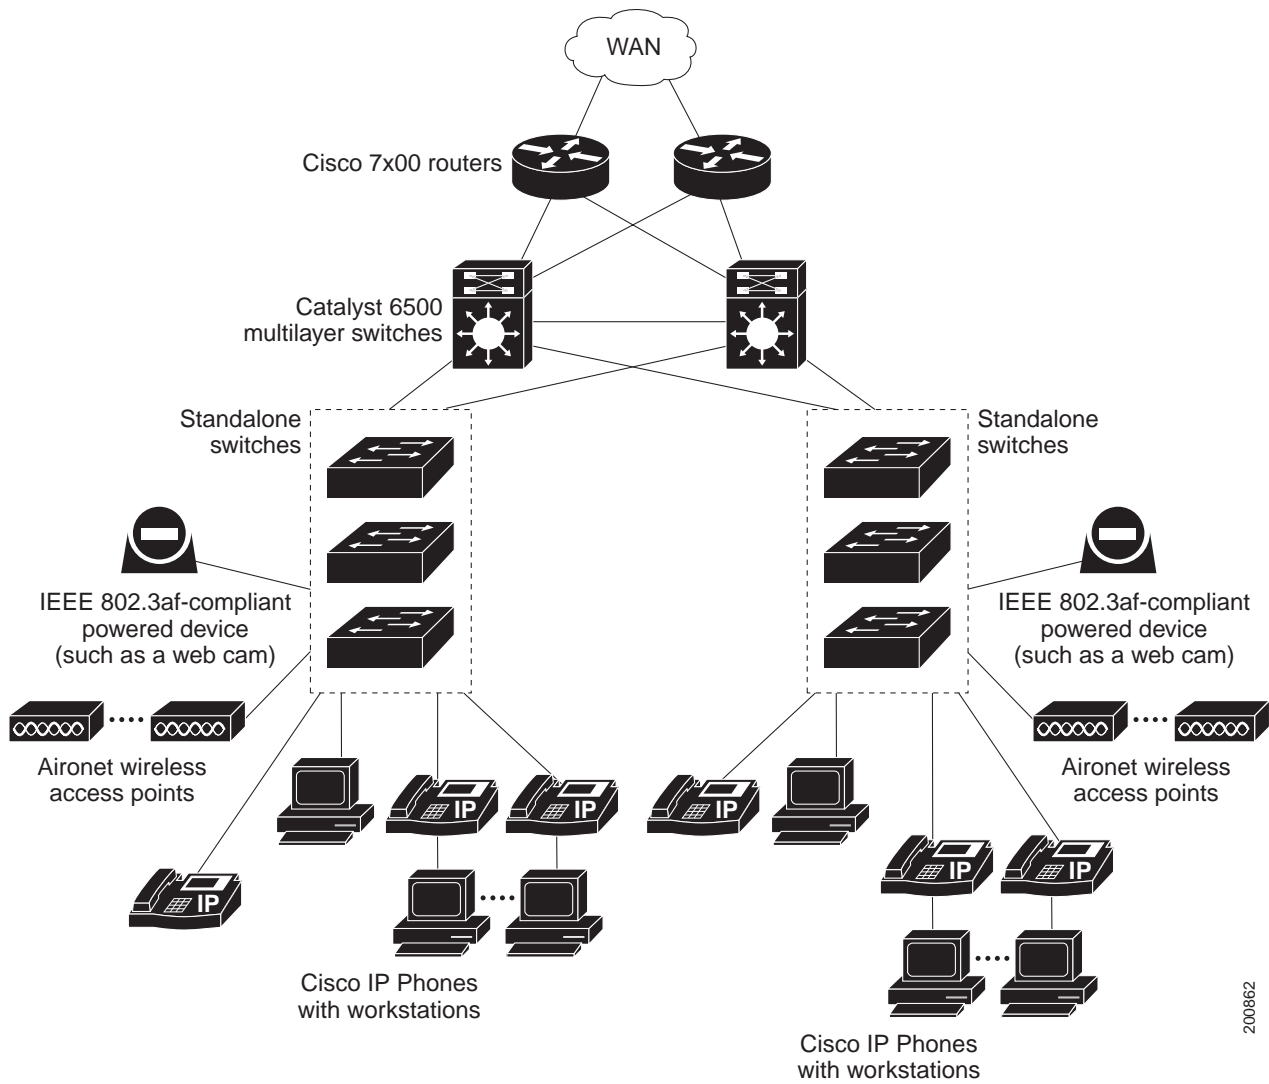 WAN
Cisco 7x00 routers
Catalyst 6500
multilayer switches
Standalone
switches
Standalone
switches
IEEE 802.3af-compliant
powered device
(such as a web cam)
IEEE 802.3af-compliant
powered device
(such as a web cam)
Aironet wireless
access points
Aironet wireless
access points
IP
IP
IP
IP
IP
IP
Cisco IP Phones
with workstations
Cisco IP Phones
with workstations
200862